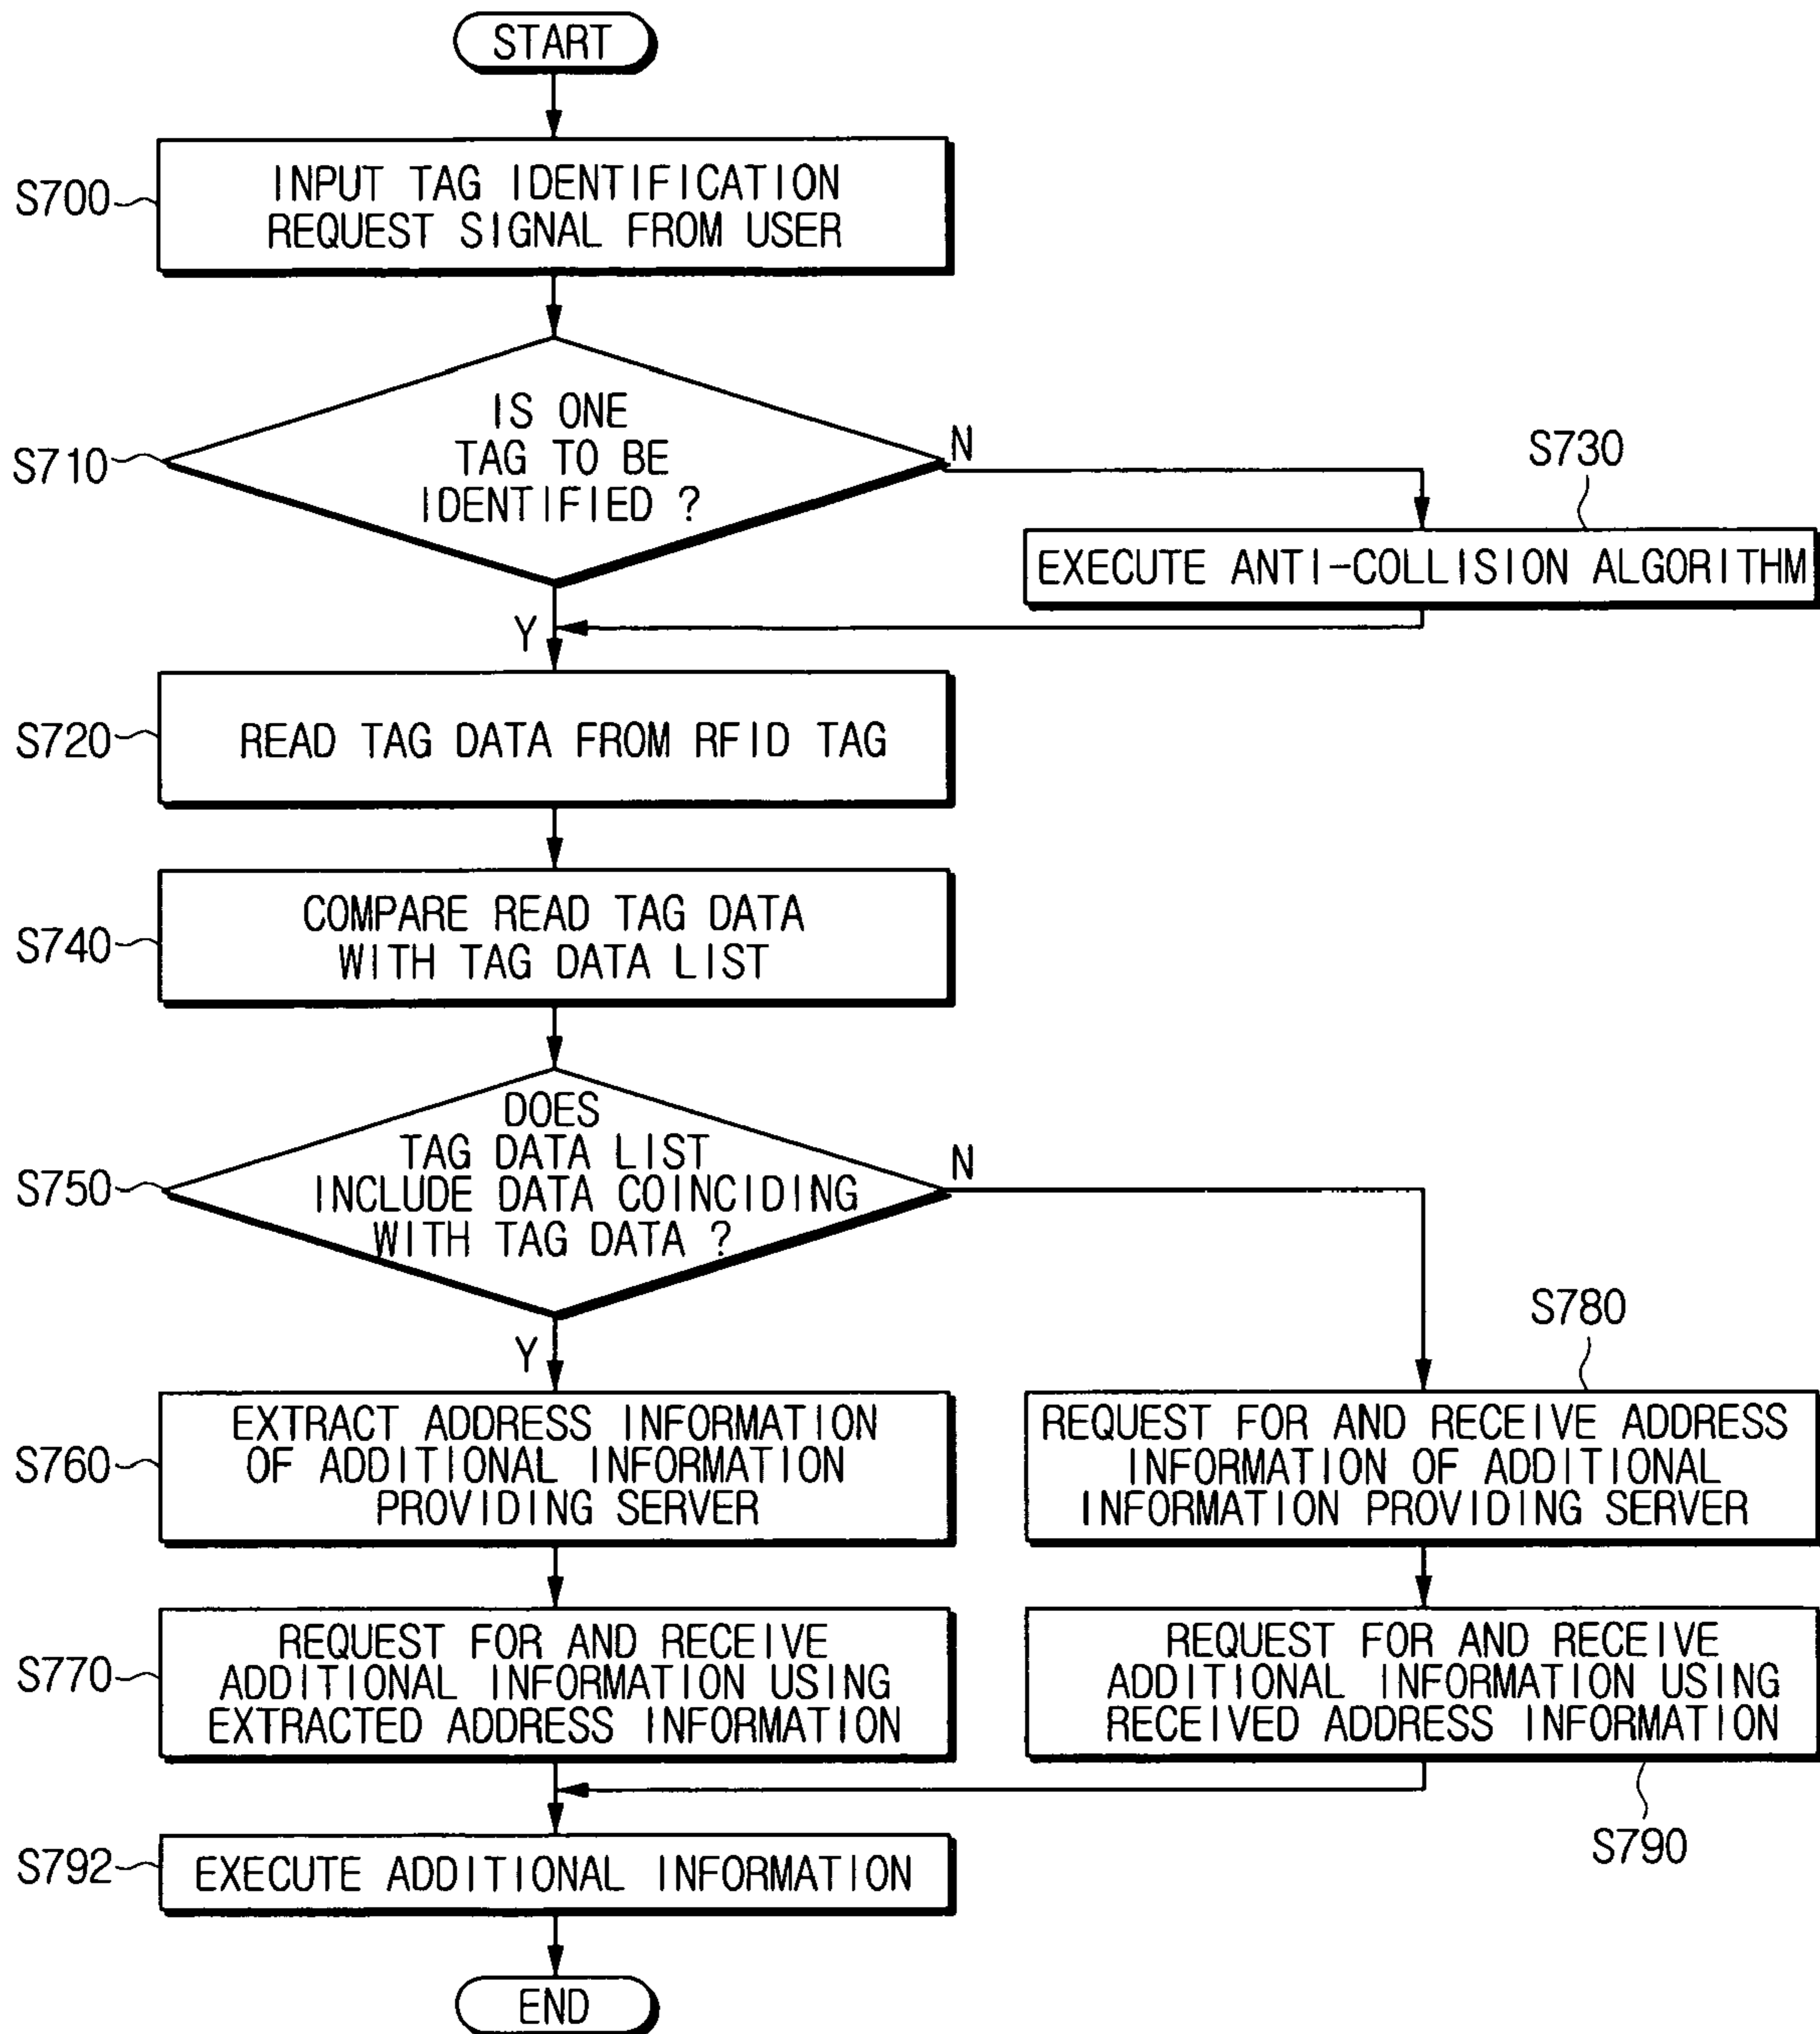 START
S700
INPUT TAG IDENTIFICATION
REQUEST SIGNAL FROM USER
S710
IS ONE
TAG TO BE
IDENTIFIED ?
N
S730
EXECUTE ANTI-COLLISION ALGORITHM
Y
S720
READ TAG DATA FROM RFID TAG
S740
COMPARE READ TAG DATA
WITH TAG DATA LIST
S750
DOES
TAG DATA LIST
INCLUDE DATA COINCIDING
WITH TAG DATA ?
N
Y
S780
S760
EXTRACT ADDRESS INFORMATION
OF ADDITIONAL INFORMATION
PROVIDING SERVER
REQUEST FOR AND RECEIVE ADDRESS
INFORMATION OF ADDITIONAL
INFORMATION PROVIDING SERVER
S770
REQUEST FOR AND RECEIVE
ADDITIONAL INFORMATION USING
EXTRACTED ADDRESS INFORMATION
REQUEST FOR AND RECEIVE
ADDITIONAL INFORMATION USING
RECEIVED ADDRESS INFORMATION
S790
S792
EXECUTE ADDITIONAL INFORMATION
END